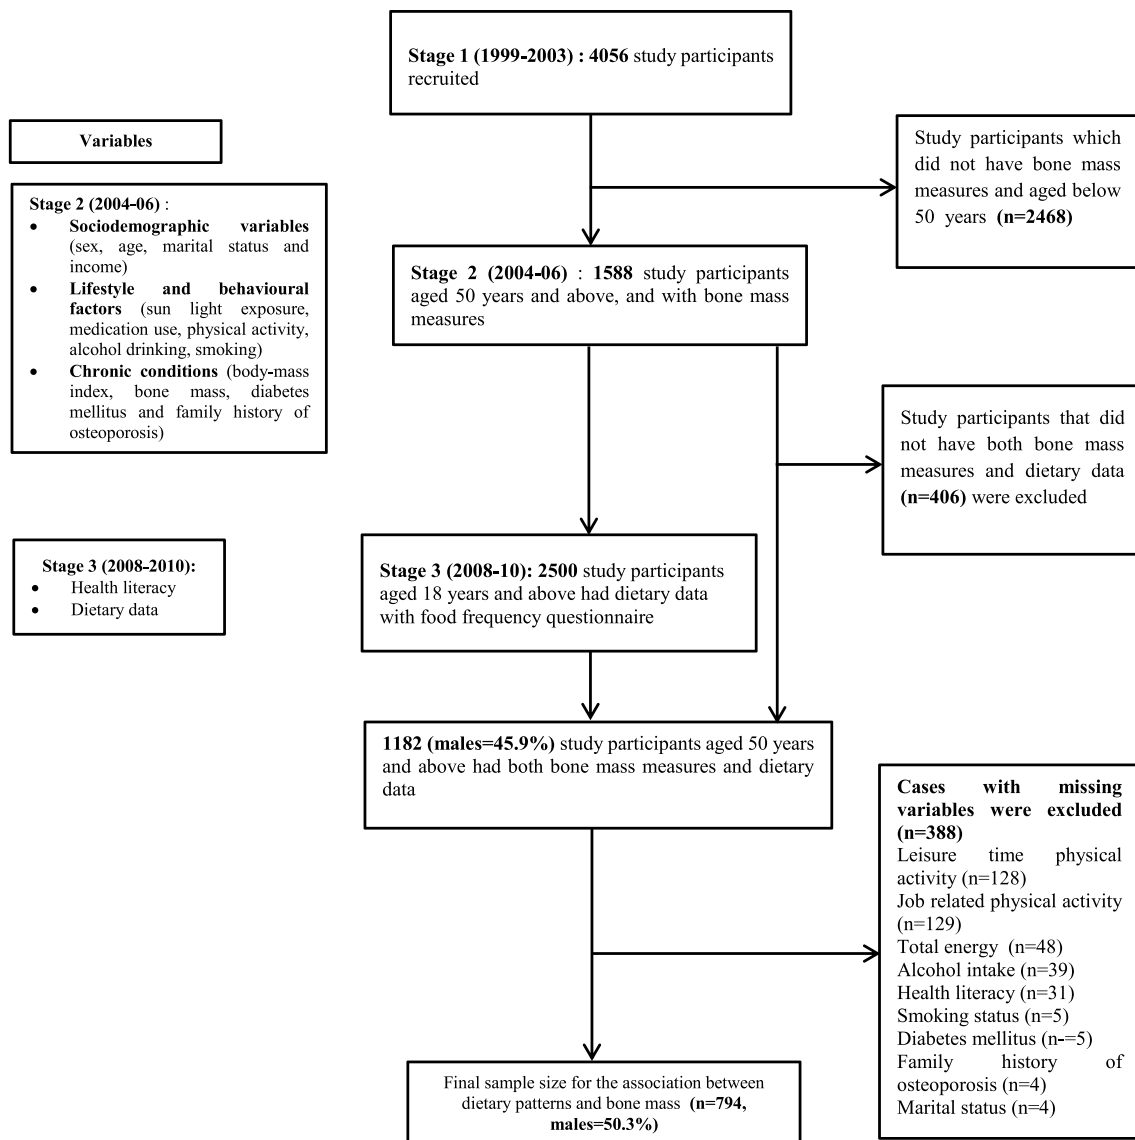 Stage 1 (1999-2003) : 4056 study participants
recruited
Variables
Study participants which
did not have bone mass
measures and aged below
50 years (n=2468)
Stage 2 (2004-06) :
• Sociodemographic variables
(sex, age, marital status and
income)
• Lifestyle and behavioural
factors (sun light exposure,
medication use, physical activity,
alcohol drinking, smoking)
• Chronic conditions (body-mass
index, bone mass, diabetes
mellitus and family history of
osteoporosis)
Stage 2 (2004-06) : 1588 study participants
aged 50 years and above, and with bone mass
measures
Study participants that did
not have both bone mass
measures and dietary data
(n=406) were excluded
Stage 3 (2008-2010):
• Health literacy
• Dietary data
Stage 3 (2008-10): 2500 study participants
aged 18 years and above had dietary data
with food frequency questionnaire
1182 (males=45.9%) study participants aged 50 years
and above had both bone mass measures and dietary
data
Cases with missing
variables were excluded
(n=388)
Leisure time physical
activity (n=128)
Job related physical activity
(n=129)
Total energy (n=48)
Alcohol intake (n=39)
Health literacy (n=31)
Smoking status (n=5)
Diabetes mellitus (n-=5)
Family history of
osteoporosis (n=4)
Marital status (n=4)
Final sample size for the association between
dietary patterns and bone mass (n=794,
males=50.3%)